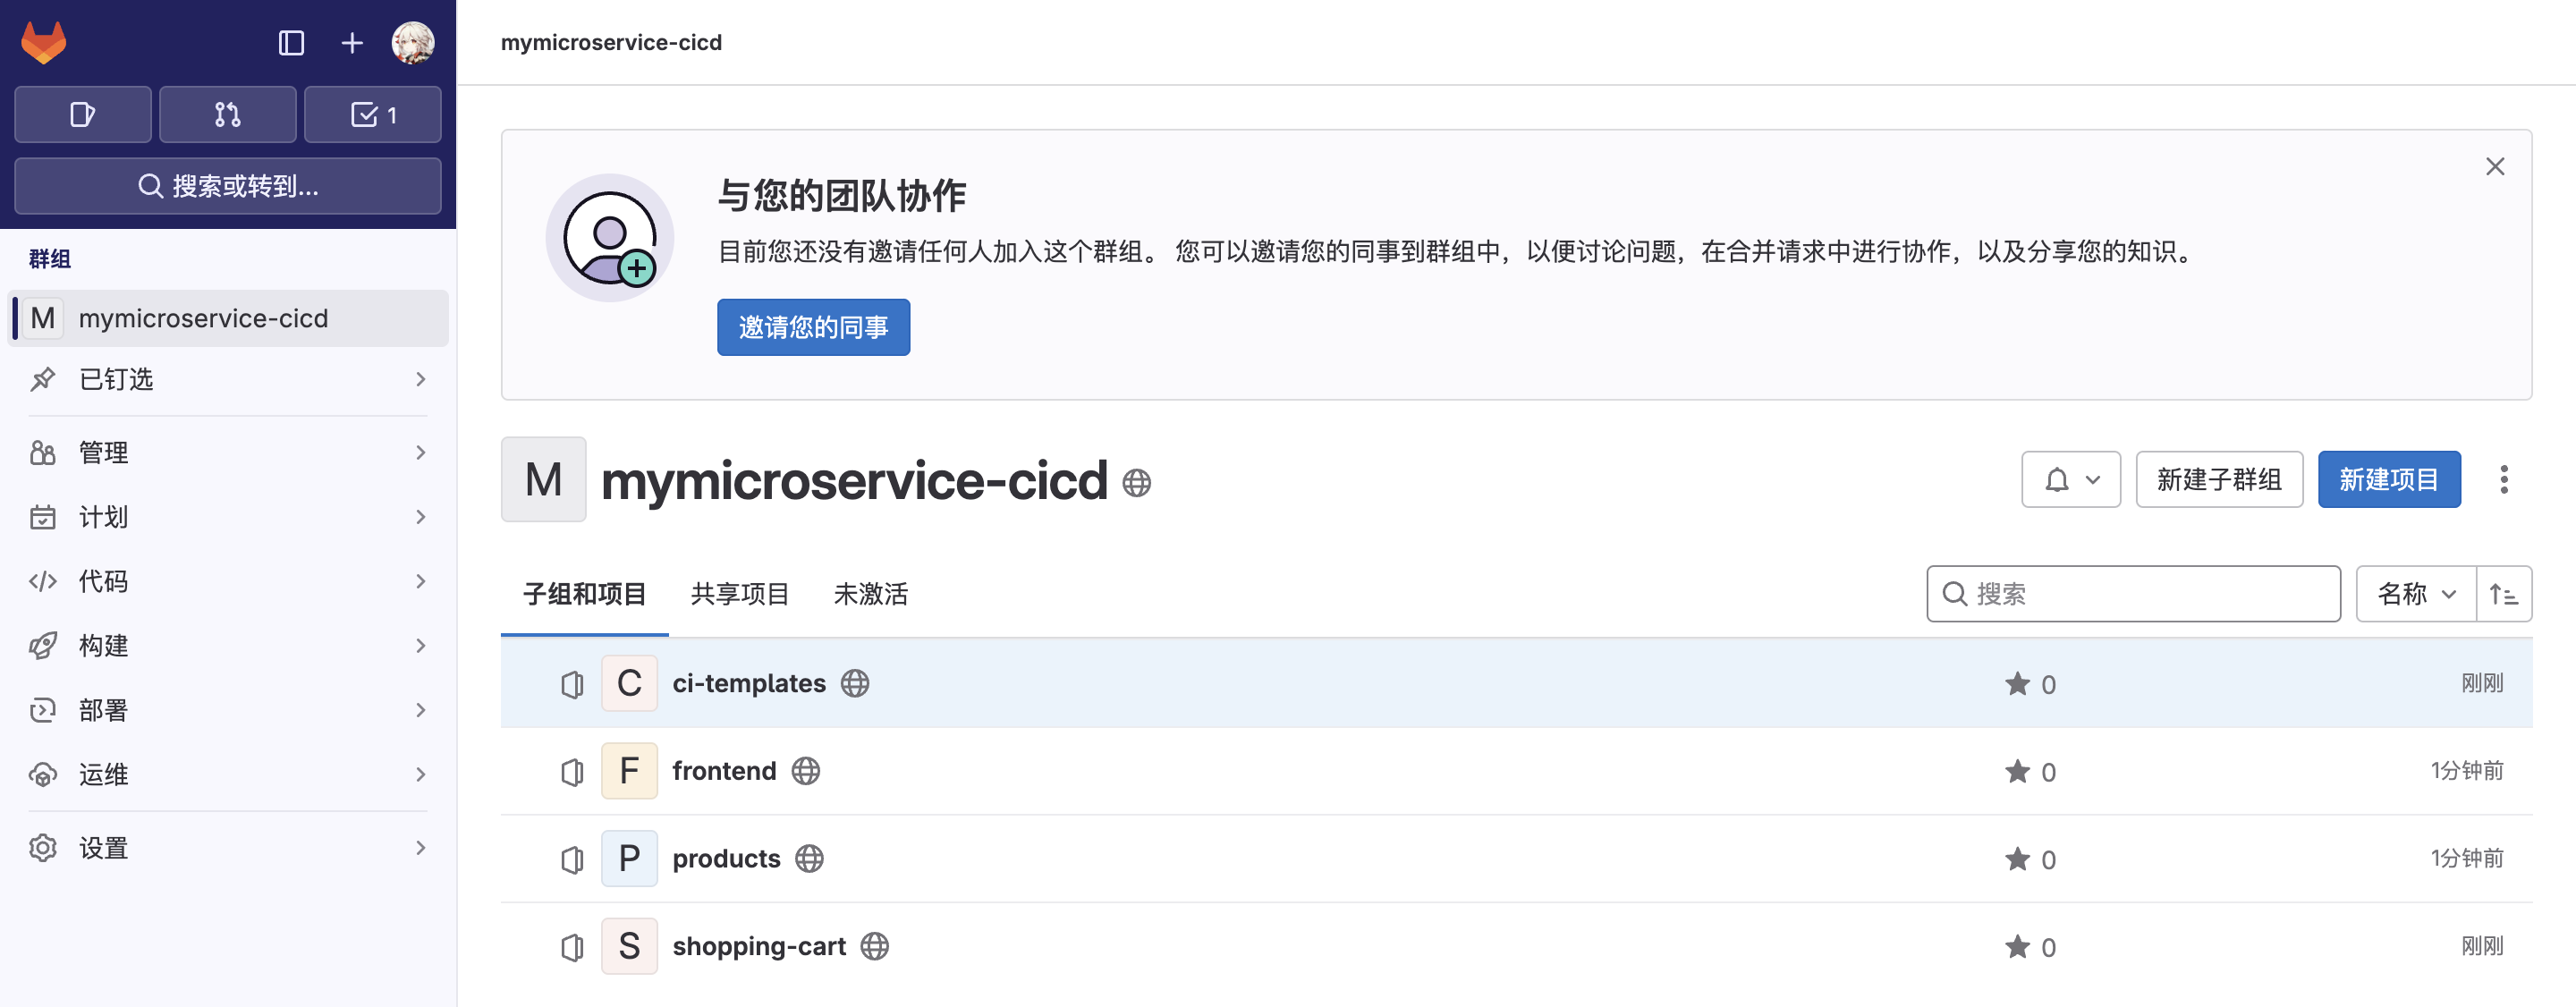 mymicroservice-cicd
1
搜索或转到...
群组
M mymicroservice-cicd
已钉选
管理
计划
代码
构建
部署
运维
设置
与您的团队协作
目前您还没有邀请任何人加入这个群组。 您可以邀请您的同事到群组中，以便讨论问题，在合并请求中进行协作，以及分享您的知识。
邀请您的同事
M mymicroservice-cicd
新建子群组 新建项目
子组和项目 共享项目 未激活 搜索 名称
C ci-templates 0 刚刚
F frontend 0 1分钟前
P products 0 1分钟前
S shopping-cart 0 刚刚